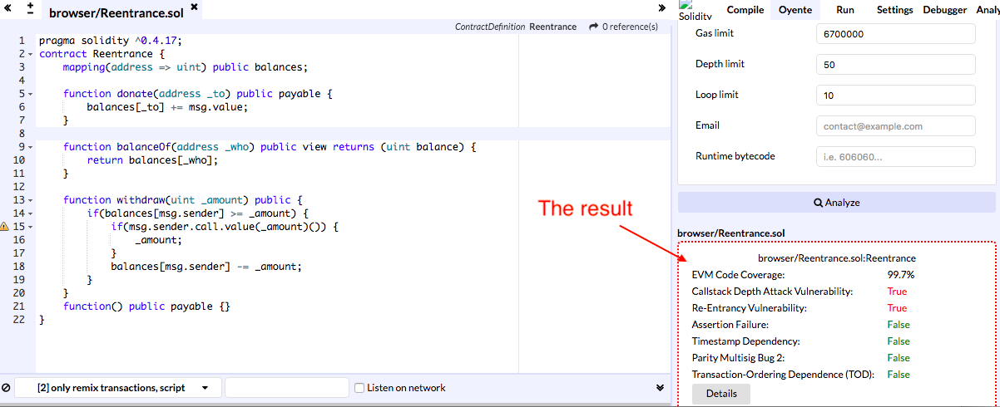 browser/Reentrance.sol
ContractDefinition Reentrance 0 reference(s)
1 pragma solidity ^0.4.17;
2 contract Reentrance {
3 mapping(address => uint) public balances;
4
5 function donate(address _to) public payable {
6 balances[_to] += msg.value;
7 }
8
9 function balanceOf(address _who) public view returns (uint balance) {
10 return balances[_who];
11 }
12
13 function withdraw(uint _amount) public {
14 if(balances[msg.sender] >= _amount) {
15 if(msg.sender.call.value(_amount)()) {
16 _amount;
17 }
18 balances[msg.sender] -= _amount;
19 }
20 }
21 function() public payable {}
22 }
[2] only remix transactions, script
Listen on network
Solidity Compile Oyente Run Settings Debugger Analy
Gas limit 6700000
Depth limit 50
Loop limit 10
Email contact@example.com
Runtime bytecode i.e. 606060...
Analyze
The result
browser/Reentrance.sol
browser/Reentrance.sol:Reentrance
EVM Code Coverage: 99.7%
Callstack Depth Attack Vulnerability: True
Re-Entrancy Vulnerability: True
Assertion Failure: False
Timestamp Dependency: False
Parity Multisig Bug 2: False
Transaction-Ordering Dependence (TOD): False
Details